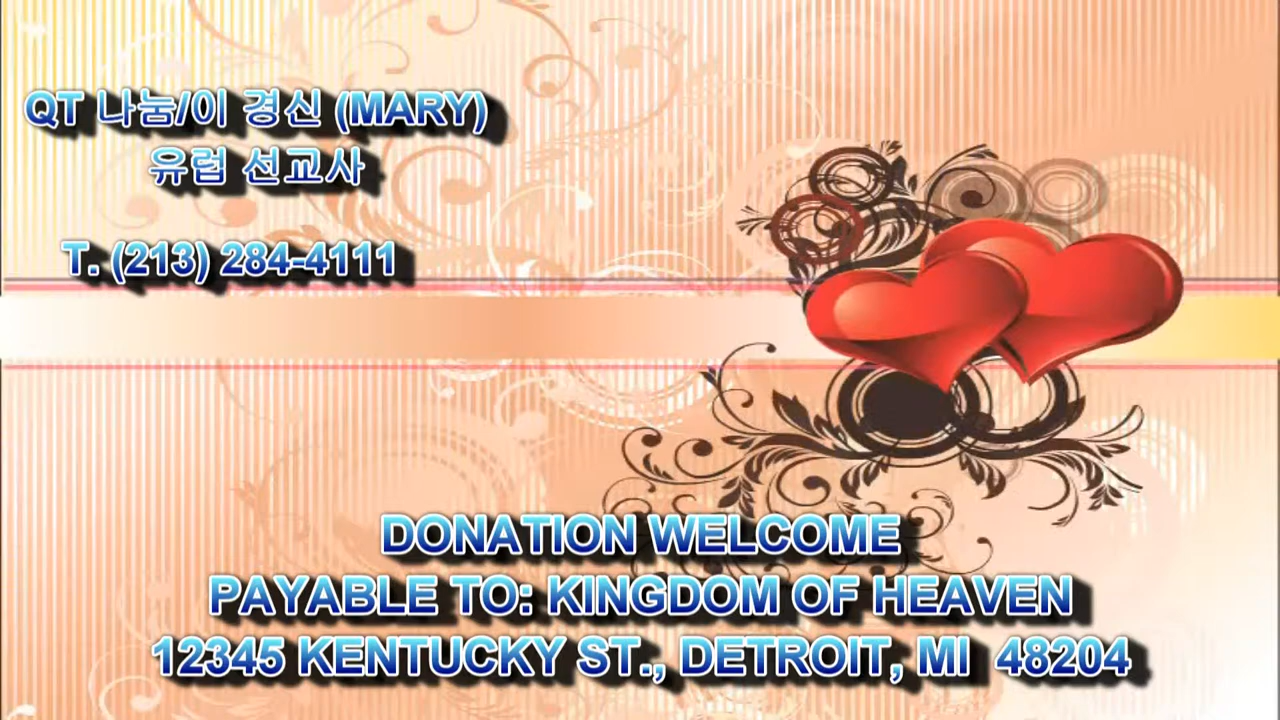 QT 나눔/이 경신 (MARY)
유럽 선교사
T. (213) 284-4111
DONATION WELCOME
PAYABLE TO: KINGDOM OF HEAVEN
12345 KENTUCKY ST., DETROIT, MI 48204